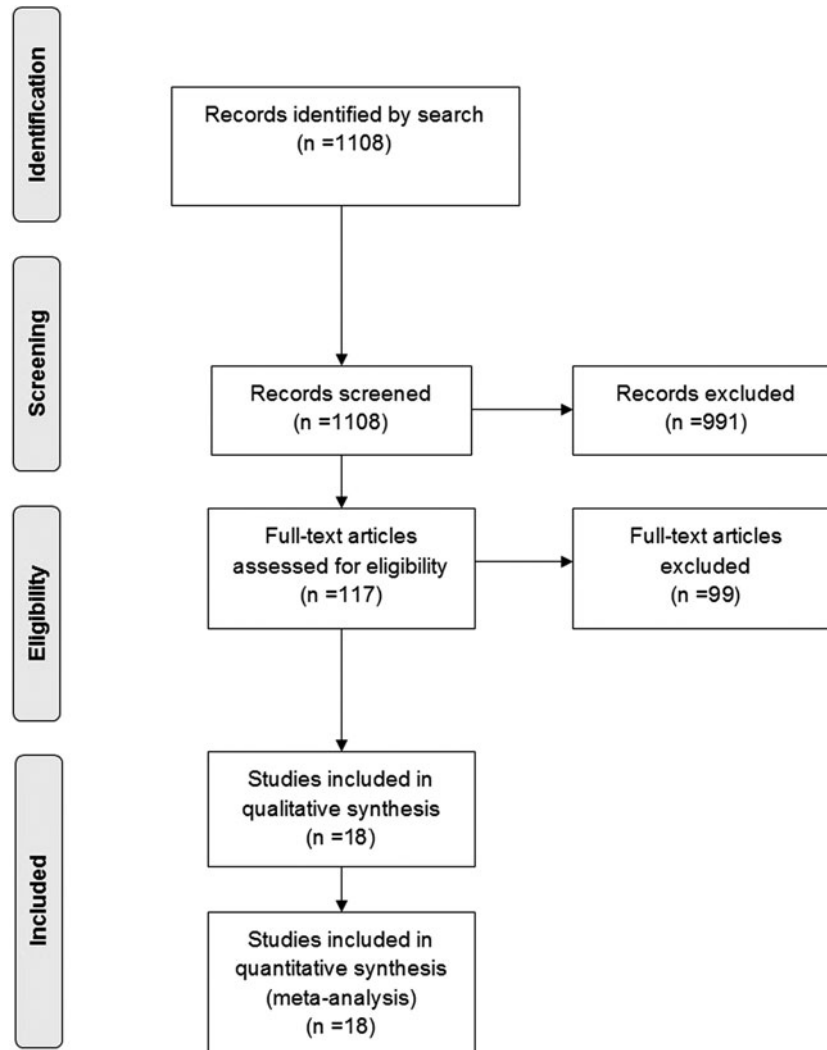 Identification
Records identified by search
(n =1108)
Screening
Records screened
(n =1108)
Records excluded
(n =991)
Eligibility
Full-text articles
assessed for eligibility
(n =117)
Full-text articles
excluded
(n =99)
Included
Studies included in
qualitative synthesis
(n =18)
Studies included in
quantitative synthesis
(meta-analysis)
(n =18)